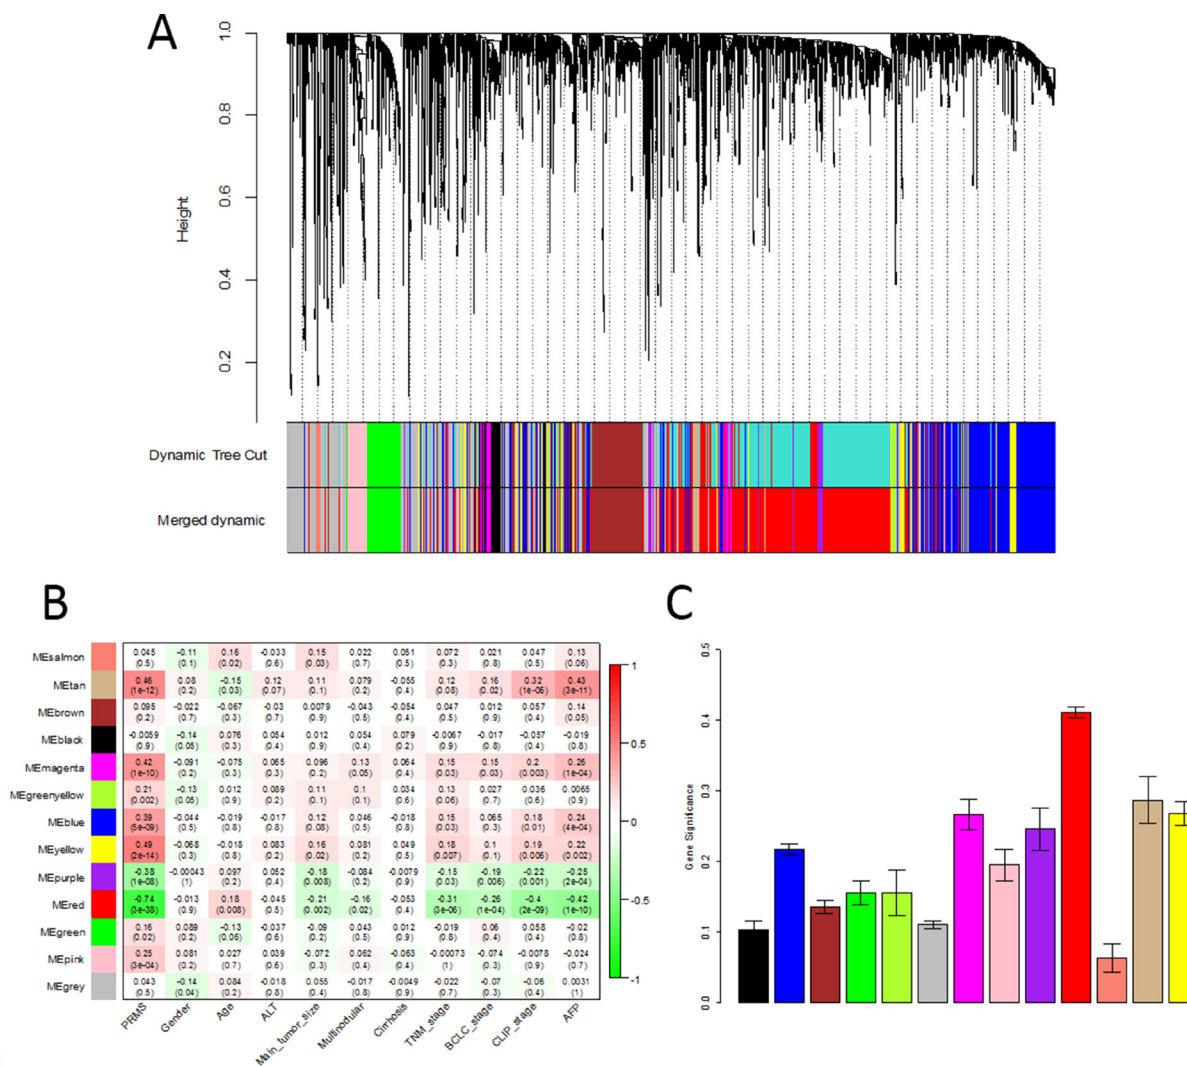 A
1.0
0.8
0.6
0.4
0.2
Height
Dynamic Tree Cut
Merged dynamic
B
MEsalmon 0.045 −0.11 0.16 −0.033 0.15 0.022 0.051 0.072 0.021 0.047 0.13
(0.5) (0.1) (0.02) (0.6) (0.03) (0.7) (0.5) (0.3) (0.8) (0.5) (0.06)
MEtan 0.46 0.08 −0.15 0.12 0.11 0.079 −0.055 0.12 0.16 0.32 0.43
(1e−12) (0.2) (0.03) (0.07) (0.1) (0.2) (0.4) (0.08) (0.02) (1e−06) (3e−11)
MEbrown 0.095 −0.022 −0.067 −0.03 0.0079 −0.043 −0.054 0.047 0.012 0.057 0.14
(0.2) (0.7) (0.3) (0.7) (0.9) (0.5) (0.4) (0.5) (0.9) (0.4) (0.05)
MEblack −0.0059 −0.14 0.076 0.054 0.012 0.054 0.079 −0.0067 −0.017 −0.057 −0.019
(0.9) (0.05) (0.3) (0.4) (0.9) (0.4) (0.2) (0.9) (0.8) (0.4) (0.8)
MEmagenta 0.42 −0.091 −0.075 0.065 0.096 0.13 0.064 0.15 0.15 0.2 0.26
(1e−10) (0.2) (0.3) (0.3) (0.2) (0.05) (0.4) (0.03) (0.03) (0.003) (1e−04)
MEgreenyellow 0.21 −0.13 0.012 0.089 0.11 0.1 0.034 0.13 0.027 0.036 0.0065
(0.002) (0.05) (0.9) (0.2) (0.1) (0.1) (0.6) (0.06) (0.7) (0.6) (0.9)
MEblue 0.39 −0.044 −0.019 −0.017 0.12 0.046 −0.018 0.15 0.065 0.18 0.24
(5e−09) (0.5) (0.8) (0.8) (0.08) (0.5) (0.8) (0.03) (0.3) (0.01) (4e−04)
MEyellow 0.49 −0.068 −0.018 0.083 0.16 0.081 0.049 0.18 0.1 0.19 0.22
(2e−14) (0.3) (0.8) (0.2) (0.02) (0.2) (0.5) (0.007) (0.1) (0.006) (0.002)
MEpurple −0.38 −0.00043 0.097 0.052 −0.18 −0.084 −0.0079 −0.15 −0.19 −0.22 −0.25
(1e−08) (1) (0.2) (0.4) (0.008) (0.2) (0.9) (0.03) (0.006) (0.001) (2e−04)
MEred −0.74 −0.013 0.18 −0.045 −0.21 −0.16 −0.053 −0.31 −0.26 −0.4 −0.42
(3e−38) (0.9) (0.008) (0.5) (0.002) (0.02) (0.4) (3e−06) (1e−04) (2e−09) (1e−10)
MEgreen 0.16 0.089 −0.13 −0.037 −0.09 0.043 0.012 −0.019 0.06 0.058 −0.02
(0.02) (0.2) (0.06) (0.6) (0.2) (0.5) (0.9) (0.8) (0.4) (0.4) (0.8)
MEpink 0.25 0.081 0.027 0.039 −0.072 0.062 −0.063 −0.00073 −0.074 −0.0078 −0.024
(3e−04) (0.2) (0.7) (0.6) (0.3) (0.4) (0.4) (1) (0.3) (0.9) (0.7)
MEgrey 0.043 −0.14 0.084 −0.018 0.055 −0.017 −0.0049 −0.022 −0.07 −0.06 0.0031
(0.5) (0.04) (0.2) (0.8) (0.4) (0.8) (0.9) (0.7) (0.3) (0.4) (1)
PRMS Gender Age ALT Main_tumor_size Multinodular Cirrhosis TNM_stage BCLC_stage CLIP_stage AFP
1
0.5
0
−0.5
−1
C
0.5
0.4
0.3
0.2
0.1
0.0
Gene Significance